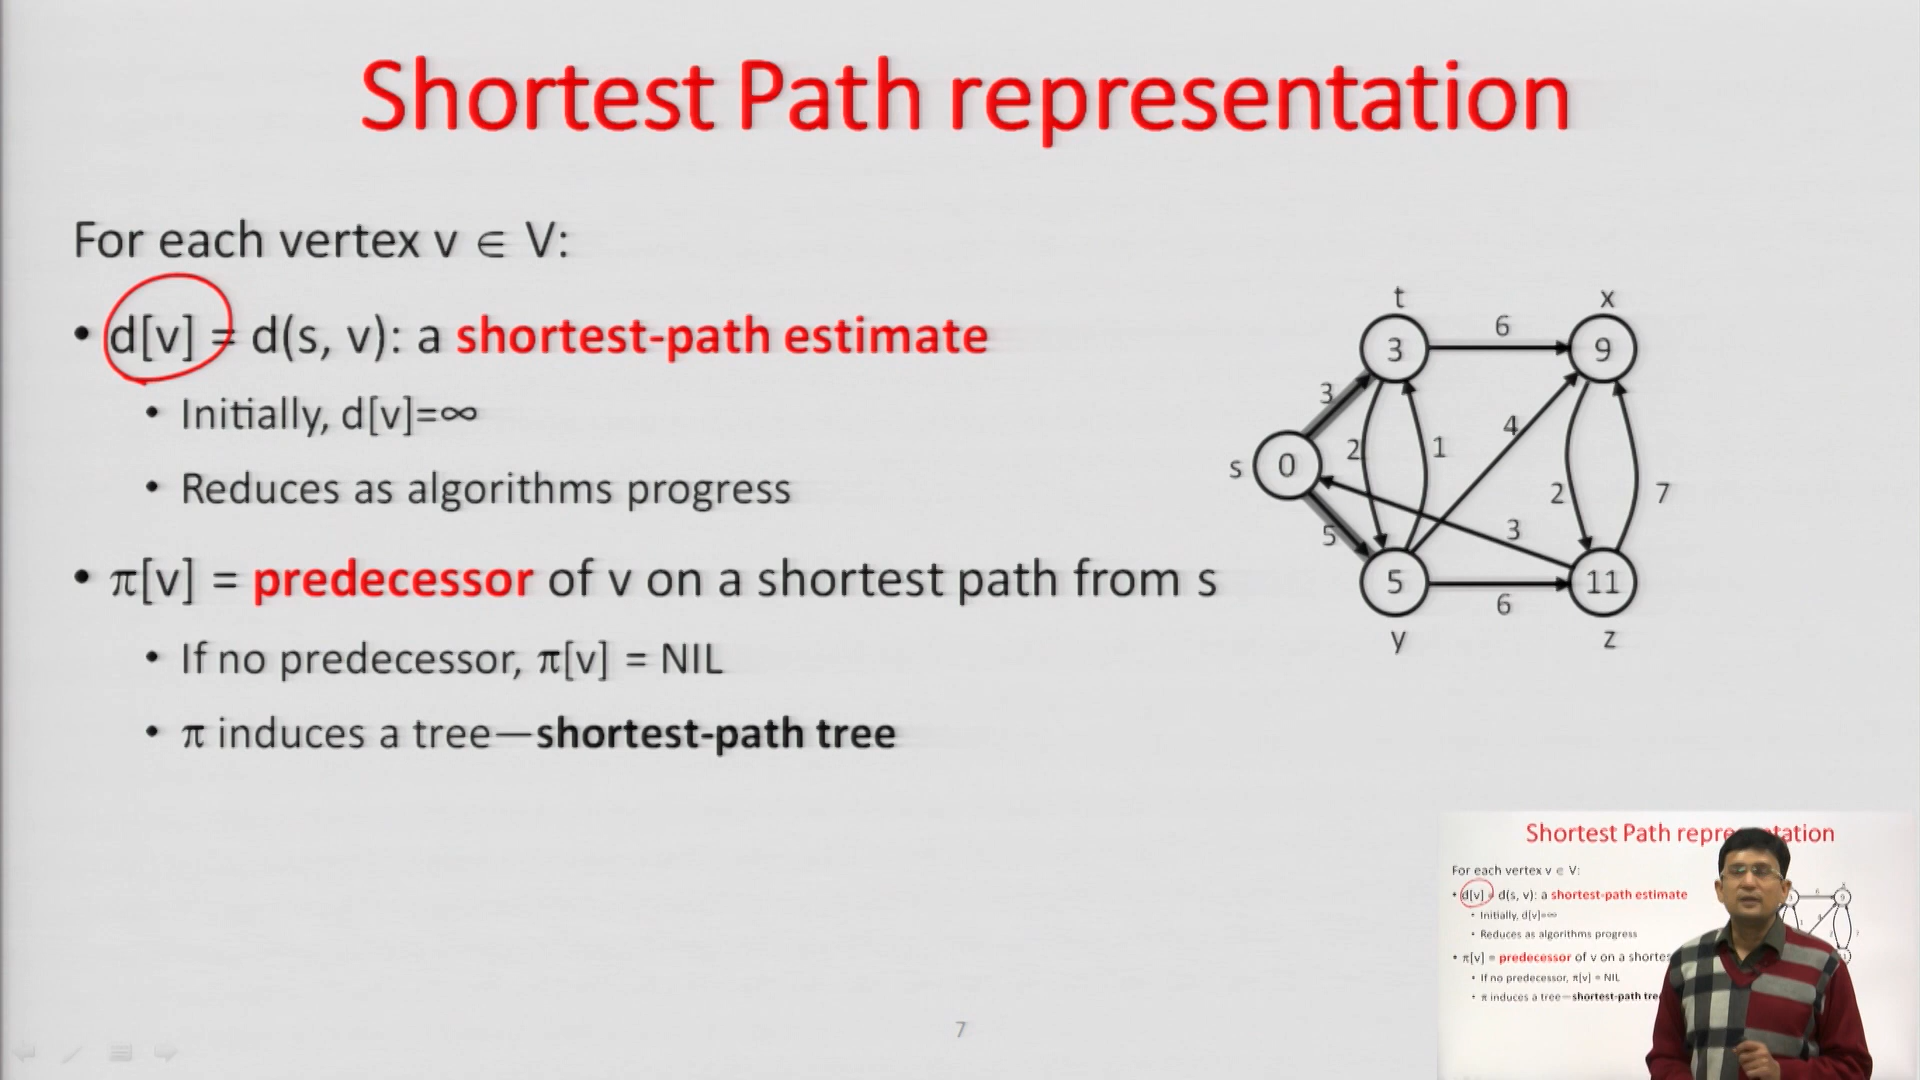 Shortest Path representation
For each vertex v ∈ V:
• d[v] = d(s, v): a shortest-path estimate
• Initially, d[v]=∞
• Reduces as algorithms progress
• π[v] = predecessor of v on a shortest path from s
• If no predecessor, π[v] = NIL
• π induces a tree—shortest-path tree
t x
6
3 9
3
4
2 1
s 0
2 7
3
5
5 11
6
y z
7
Shortest Path repre tation
For each vertex v ∈ V:
• d[v] = d(s, v): a shortest-path estimate
• Initially, d[v]=∞
• Reduces as algorithms progress
• π[v] = predecessor of v on a shortes
• If no predecessor, π[v] = NIL
• π induces a tree—shortest-path tre